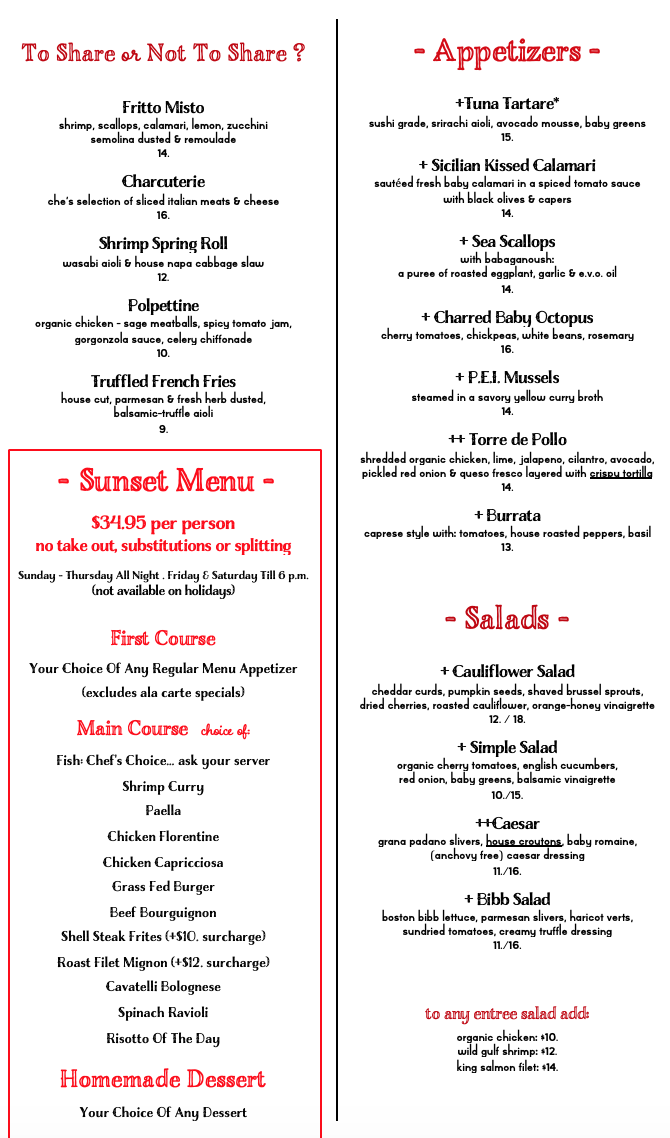 To Share or Not To Share ?
Fritto Misto
shrimp, scallops, calamari, lemon, zucchini
semolina dusted & remoulade
14.
Charcuterie
che's selection of sliced italian meats & cheese
16.
Shrimp Spring Roll
wasabi aioli & house napa cabbage slaw
12.
Polpettine
organic chicken - sage meatballs, spicy tomato jam,
gorgonzola sauce, celery chiffonade
10.
Truffled French Fries
house cut, parmesan & fresh herb dusted,
balsamic-truffle aioli
9.
- Sunset Menu -
$34.95 per person
no take out, substitutions or splitting
Sunday - Thursday All Night . Friday & Saturday Till 6 p.m.
(not available on holidays)
First Course
Your Choice Of Any Regular Menu Appetizer
(excludes ala carte specials)
Main Course choice of:
Fish: Chef's Choice... ask your server
Shrimp Curry
Paella
Chicken Florentine
Chicken Capricciosa
Grass Fed Burger
Beef Bourguignon
Shell Steak Frites (+$10. surcharge)
Roast Filet Mignon (+$12. surcharge)
Cavatelli Bolognese
Spinach Ravioli
Risotto Of The Day
Homemade Dessert
Your Choice Of Any Dessert
- Appetizers -
+Tuna Tartare*
sushi grade, srirachi aioli, avocado mousse, baby greens
15.
+ Sicilian Kissed Calamari
sautéed fresh baby calamari in a spiced tomato sauce
with black olives & capers
14.
+ Sea Scallops
with babaganoush:
a puree of roasted eggplant, garlic & e.v.o. oil
14.
+ Charred Baby Octopus
cherry tomatoes, chickpeas, white beans, rosemary
16.
+ P.E.I. Mussels
steamed in a savory yellow curry broth
14.
++ Torre de Pollo
shredded organic chicken, lime, jalapeno, cilantro, avocado,
pickled red onion & queso fresco layered with crispy tortilla
14.
+ Burrata
caprese style with: tomatoes, house roasted peppers, basil
13.
- Salads -
+ Cauliflower Salad
cheddar curds, pumpkin seeds, shaved brussel sprouts,
dried cherries, roasted cauliflower, orange-honey vinaigrette
12. / 18.
+ Simple Salad
organic cherry tomatoes, english cucumbers,
red onion, baby greens, balsamic vinaigrette
10./15.
++Caesar
grana padano slivers, house croutons, baby romaine,
(anchovy free) caesar dressing
11./16.
+ Bibb Salad
boston bibb lettuce, parmesan slivers, haricot verts,
sundried tomatoes, creamy truffle dressing
11./16.
to any entree salad add:
organic chicken: $10.
wild gulf shrimp: $12.
king salmon filet: $14.